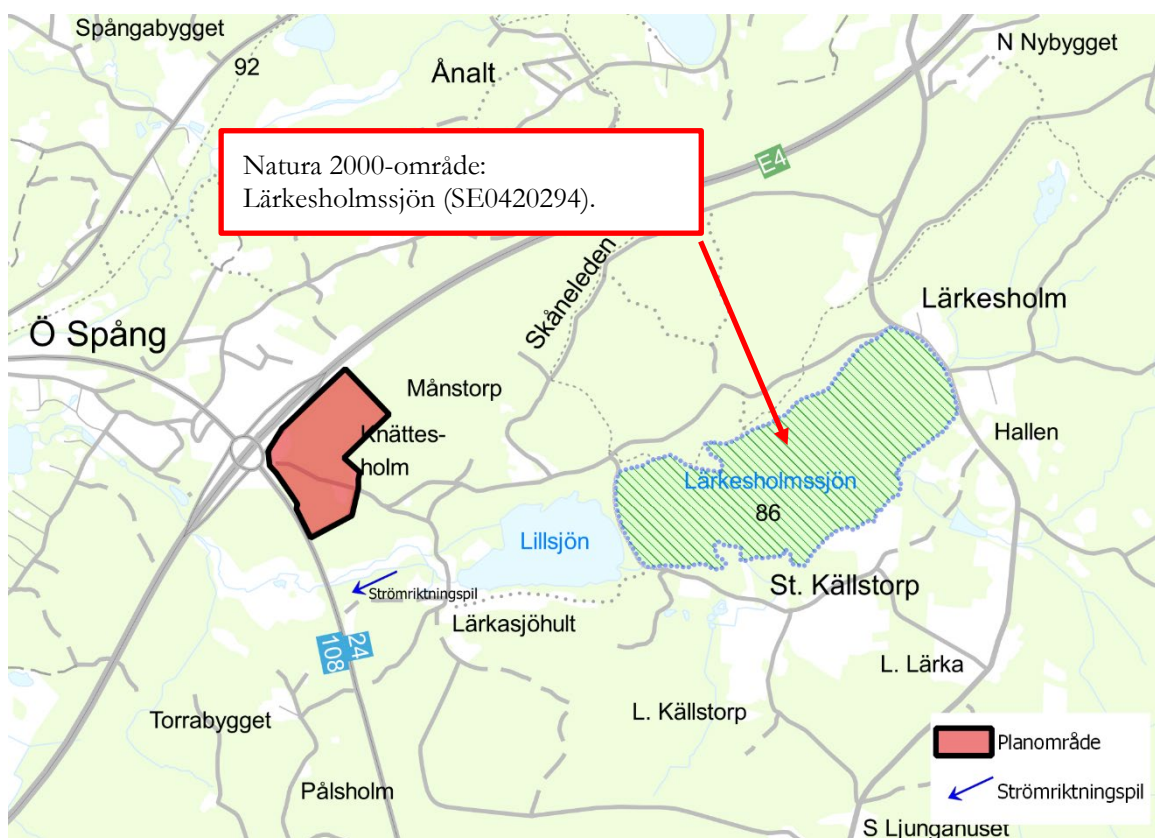 Spångabygget
92
Ånalt
N Nybygget
Natura 2000-område:
Lärkesholmssjön (SE0420294).
E4
Skåneleden
Lärkesholm
Ö Spång
Månstorp
Knättes-
holm
Hallen
Lärkesholmssjön
86
Lillsjön
St. Källstorp
Strömriktningspil
Lärkasjöhult
24
108
L. Lärka
L. Källstorp
Torrabygget
Planområde
Pålsholm
Strömriktningspil
S Ljungahuset